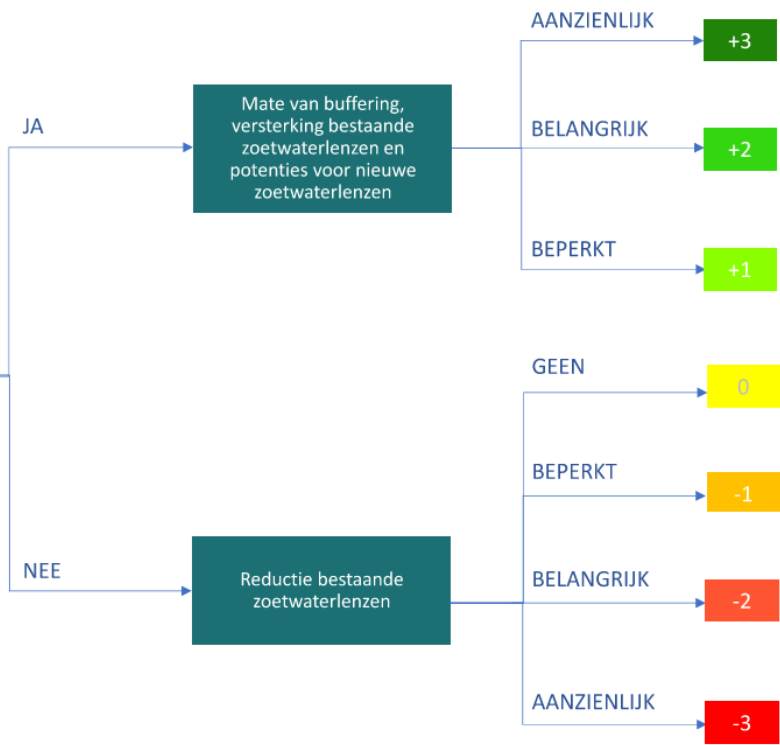 AANZIENLIJK
+3
JA
Mate van buffering,
versterking bestaande
zoetwaterlenzen en
potenties voor nieuwe
zoetwaterlenzen
BELANGRIJK
+2
BEPERKT
+1
GEEN
0
BEPERKT
-1
NEE
Reductie bestaande
zoetwaterlenzen
BELANGRIJK
-2
AANZIENLIJK
-3